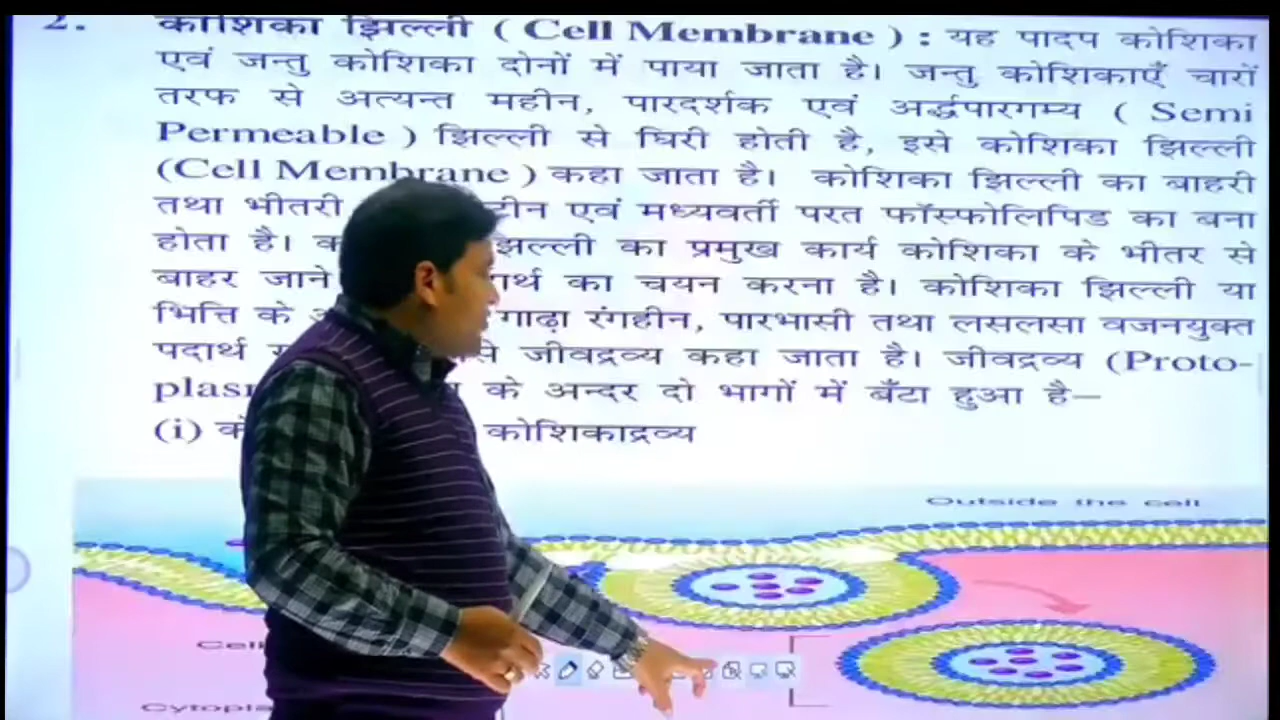 2. कोशिका झिल्ली ( Cell Membrane ) : यह पादप कोशिका
एवं जन्तु कोशिका दोनों में पाया जाता है। जन्तु कोशिकाएँ चारों
तरफ से अत्यन्त महीन, पारदर्शक एवं अर्द्धपारगम्य ( Semi
Permeable ) झिल्ली से घिरी होती है, इसे कोशिका झिल्ली
(Cell Membrane ) कहा जाता है। कोशिका झिल्ली का बाहरी
तथा भीतरी एवं मध्यवर्ती परत फॉस्फोलिपिड का बना
होता है। झिल्ली का प्रमुख कार्य कोशिका के भीतर से
बाहर जाने का चयन करना है। कोशिका झिल्ली या
भित्ति के गाढ़ा रंगहीन, पारभासी तथा लसलसा वजनयुक्त
पदार्थ जीवद्रव्य कहा जाता है। जीवद्रव्य (Proto-
के अन्दर दो भागों में बँटा हुआ है–
(i) कोशिकाद्रव्य
Outside the cell